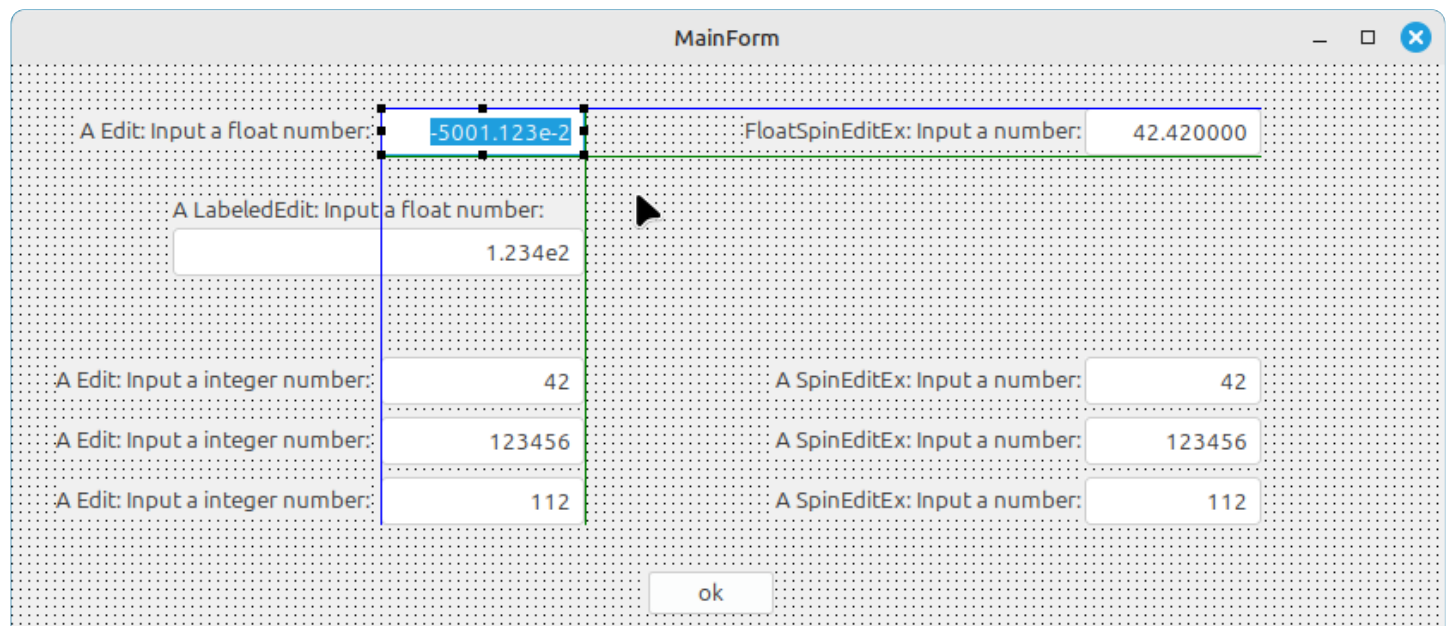 MainForm
A Edit: Input a float number: -5001.123e-2 FloatSpinEditEx: Input a number: 42.420000
A LabeledEdit: Input a float number:
1.234e2
A Edit: Input a integer number: 42 A SpinEditEx: Input a number: 42
A Edit: Input a integer number: 123456 A SpinEditEx: Input a number: 123456
A Edit: Input a integer number: 112 A SpinEditEx: Input a number: 112
ok